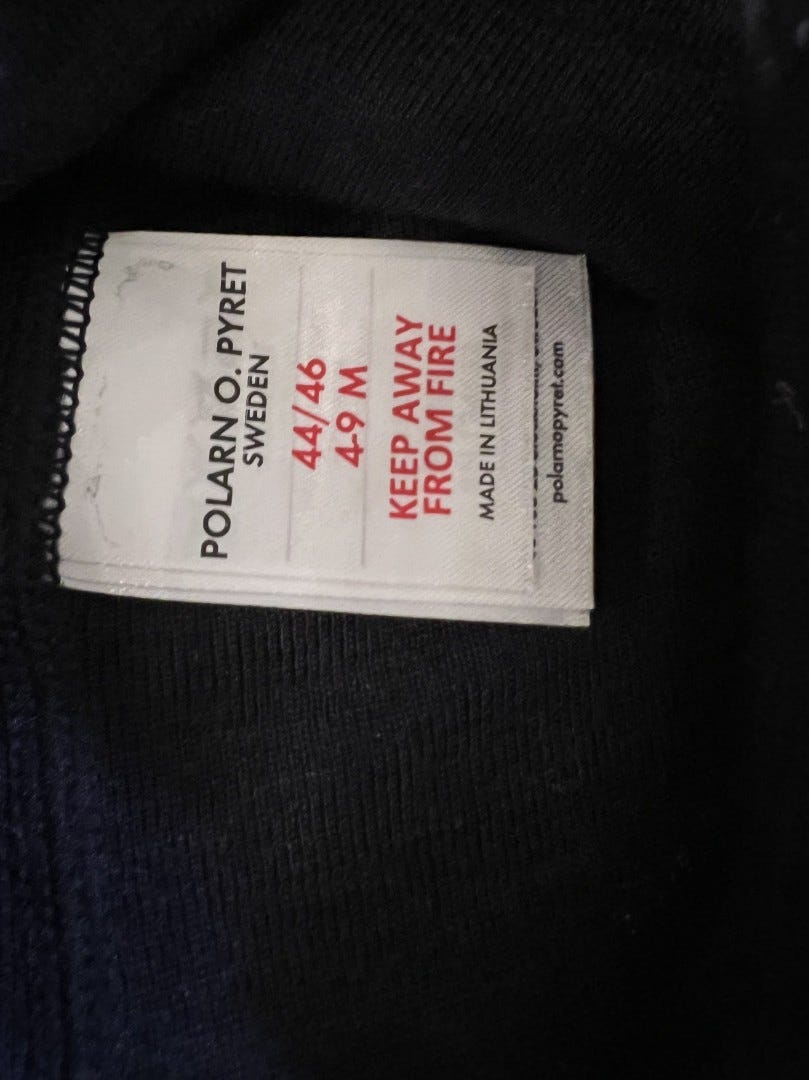 POLARN O. PYRET
SWEDEN
44/46
4-9 M
KEEP AWAY
FROM FIRE
MADE IN LITHUANIA
polarnopyret.com